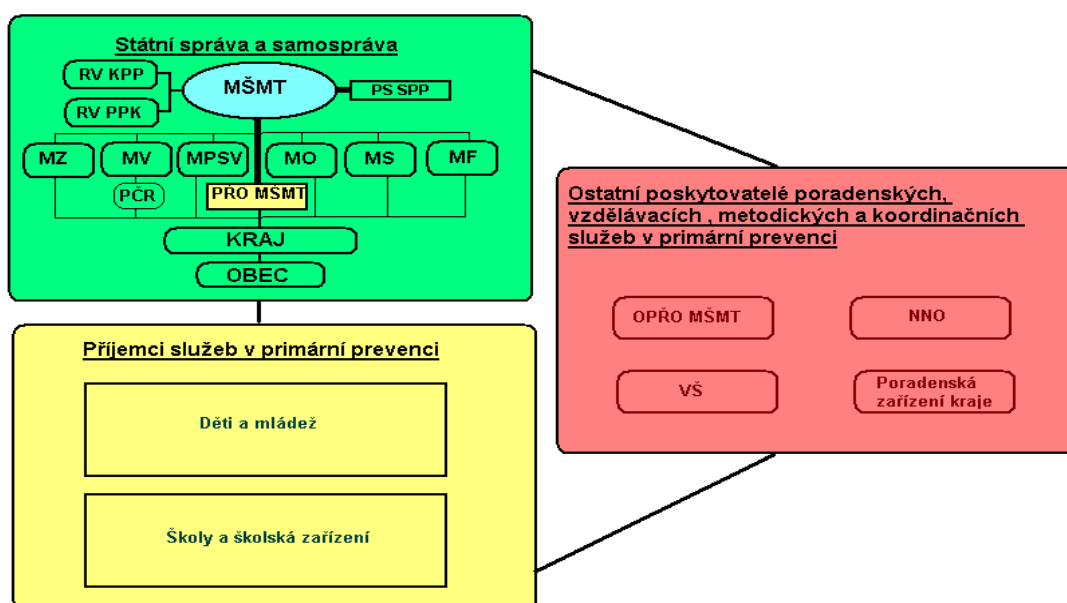 Státní správa a samospráva
RV KPP
MŠMT
PS SPP
RV PPK
MZ
MV
MPSV
MO
MS
MF
PČR
PŘO MŠMT
KRAJ
OBEC
Ostatní poskytovatelé poradenských,
vzdělávacích , metodických a koordinačních
služeb v primární prevenci
OPŘO MŠMT
NNO
VŠ
Poradenská
zařízení kraje
Příjemci služeb v primární prevenci
Děti a mládež
Školy a školská zařízení